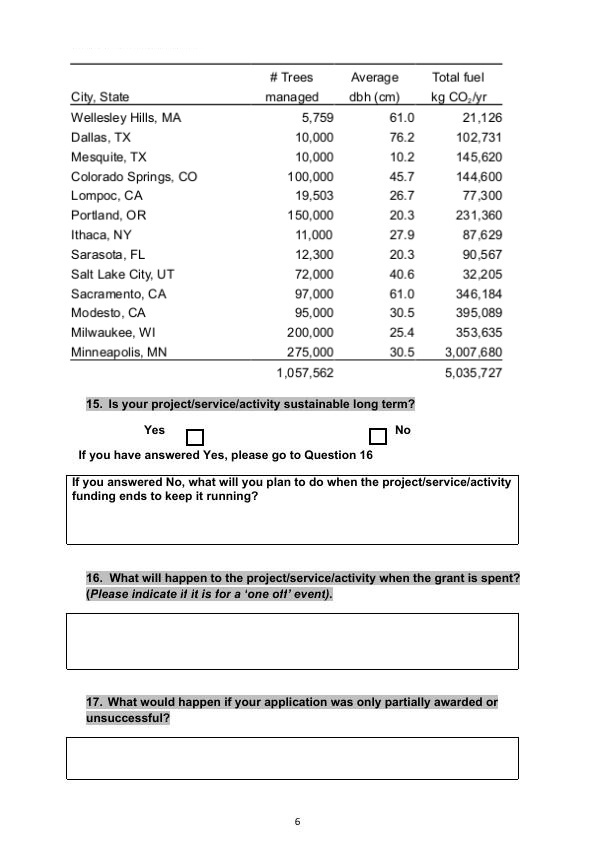 # Trees Average Total fuel
City, State managed dbh (cm) kg CO₂/yr
Wellesley Hills, MA 5,759 61.0 21,126
Dallas, TX 10,000 76.2 102,731
Mesquite, TX 10,000 10.2 145,620
Colorado Springs, CO 100,000 45.7 144,600
Lompoc, CA 19,503 26.7 77,300
Portland, OR 150,000 20.3 231,360
Ithaca, NY 11,000 27.9 87,629
Sarasota, FL 12,300 20.3 90,567
Salt Lake City, UT 72,000 40.6 32,205
Sacramento, CA 97,000 61.0 346,184
Modesto, CA 95,000 30.5 395,089
Milwaukee, WI 200,000 25.4 353,635
Minneapolis, MN 275,000 30.5 3,007,680
1,057,562 5,035,727
15. Is your project/service/activity sustainable long term?
Yes No
If you have answered Yes, please go to Question 16
If you answered No, what will you plan to do when the project/service/activity
funding ends to keep it running?
16. What will happen to the project/service/activity when the grant is spent?
(Please indicate if it is for a ‘one off’ event).
17. What would happen if your application was only partially awarded or
unsuccessful?
6